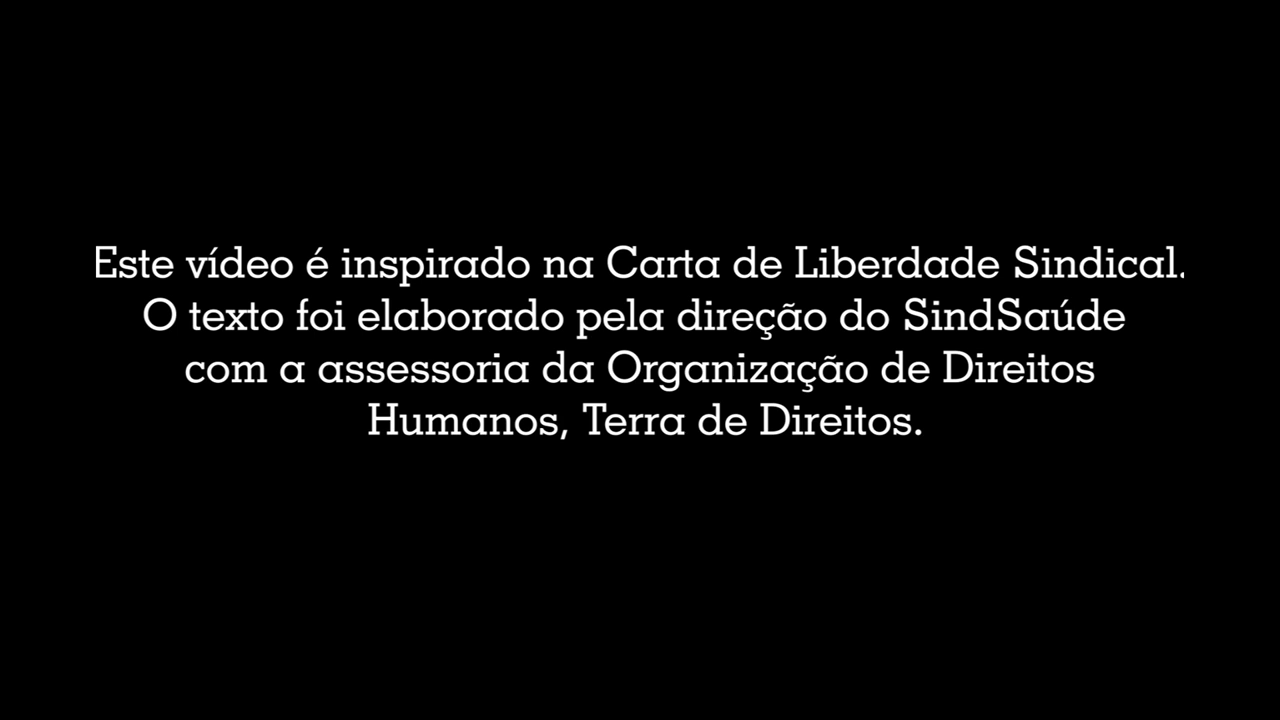 Este vídeo é inspirado na Carta de Liberdade Sindical.
O texto foi elaborado pela direção do SindSaúde
com a assessoria da Organização de Direitos
Humanos, Terra de Direitos.